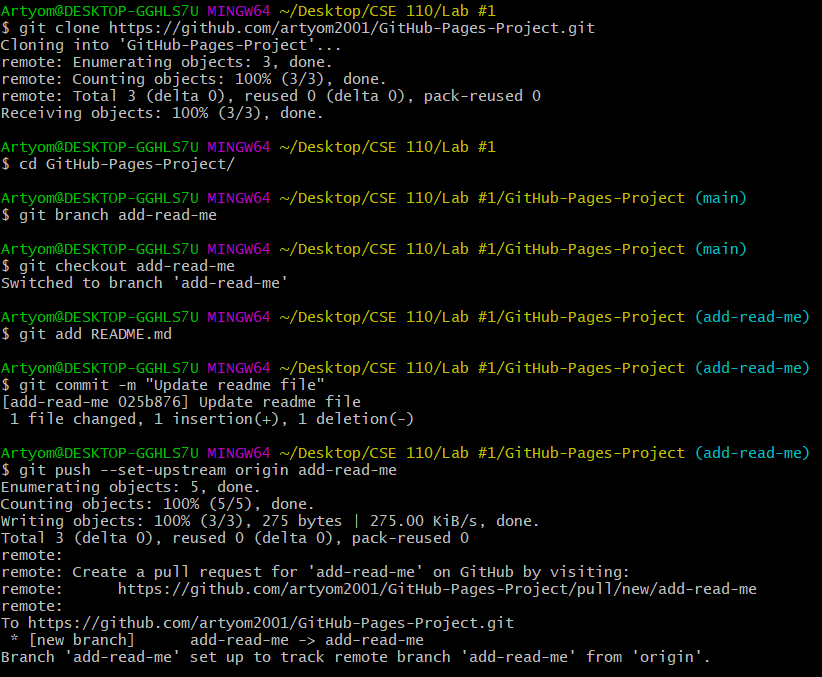 Artyom@DESKTOP-GGHLS7U MINGW64 ~/Desktop/CSE 110/Lab #1
$ git clone https://github.com/artyom2001/GitHub-Pages-Project.git
Cloning into 'GitHub-Pages-Project'...
remote: Enumerating objects: 3, done.
remote: Counting objects: 100% (3/3), done.
remote: Total 3 (delta 0), reused 0 (delta 0), pack-reused 0
Receiving objects: 100% (3/3), done.

Artyom@DESKTOP-GGHLS7U MINGW64 ~/Desktop/CSE 110/Lab #1
$ cd GitHub-Pages-Project/

Artyom@DESKTOP-GGHLS7U MINGW64 ~/Desktop/CSE 110/Lab #1/GitHub-Pages-Project (main)
$ git branch add-read-me

Artyom@DESKTOP-GGHLS7U MINGW64 ~/Desktop/CSE 110/Lab #1/GitHub-Pages-Project (main)
$ git checkout add-read-me
Switched to branch 'add-read-me'

Artyom@DESKTOP-GGHLS7U MINGW64 ~/Desktop/CSE 110/Lab #1/GitHub-Pages-Project (add-read-me)
$ git add README.md

Artyom@DESKTOP-GGHLS7U MINGW64 ~/Desktop/CSE 110/Lab #1/GitHub-Pages-Project (add-read-me)
$ git commit -m "Update readme file"
[add-read-me 025b876] Update readme file
 1 file changed, 1 insertion(+), 1 deletion(-)

Artyom@DESKTOP-GGHLS7U MINGW64 ~/Desktop/CSE 110/Lab #1/GitHub-Pages-Project (add-read-me)
$ git push --set-upstream origin add-read-me
Enumerating objects: 5, done.
Counting objects: 100% (5/5), done.
Writing objects: 100% (3/3), 275 bytes | 275.00 KiB/s, done.
Total 3 (delta 0), reused 0 (delta 0), pack-reused 0
remote:
remote: Create a pull request for 'add-read-me' on GitHub by visiting:
remote:      https://github.com/artyom2001/GitHub-Pages-Project/pull/new/add-read-me
remote:
To https://github.com/artyom2001/GitHub-Pages-Project.git
 * [new branch]      add-read-me -> add-read-me
Branch 'add-read-me' set up to track remote branch 'add-read-me' from 'origin'.